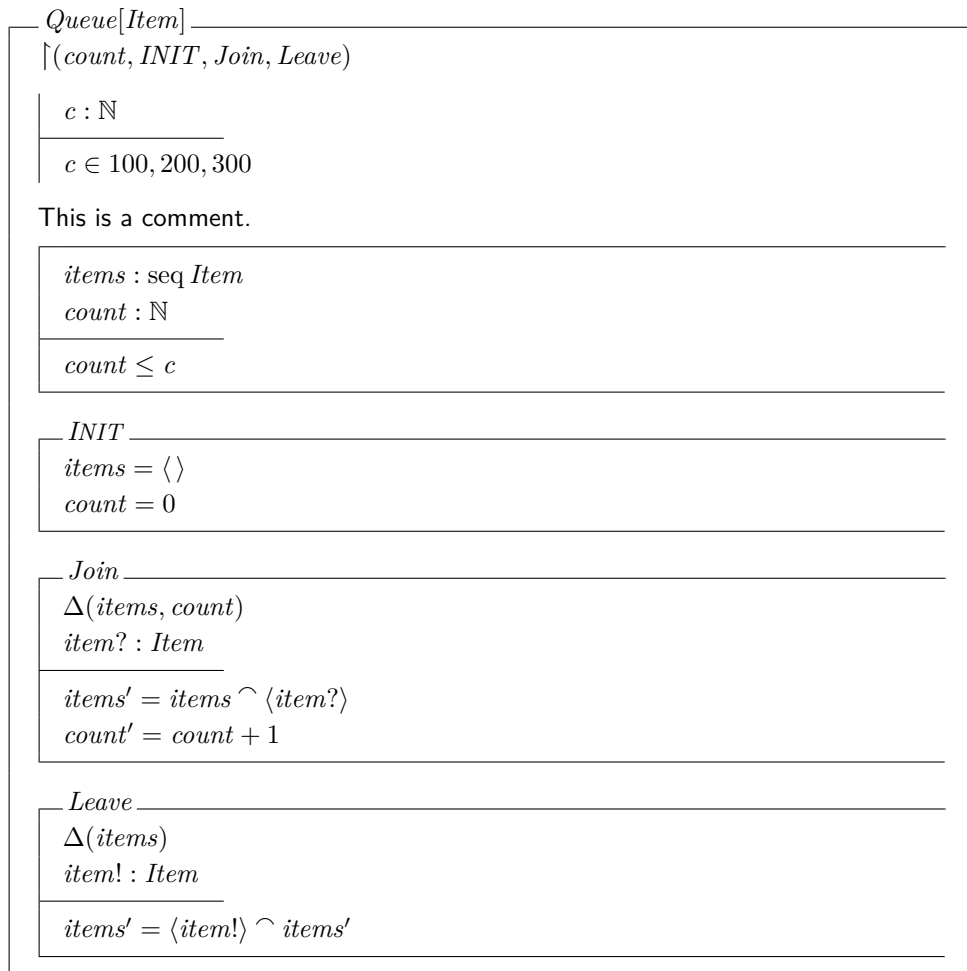 Queue[Item]
↾(count, INIT, Join, Leave)
c : ℕ
c ∈ 100, 200, 300
This is a comment.
items : seq Item
count : ℕ
count ≤ c
INIT
items = ⟨ ⟩
count = 0
Join
Δ(items, count)
item? : Item
items′ = items ⌢ ⟨item?⟩
count′ = count + 1
Leave
Δ(items)
item! : Item
items′ = ⟨item!⟩ ⌢ items′